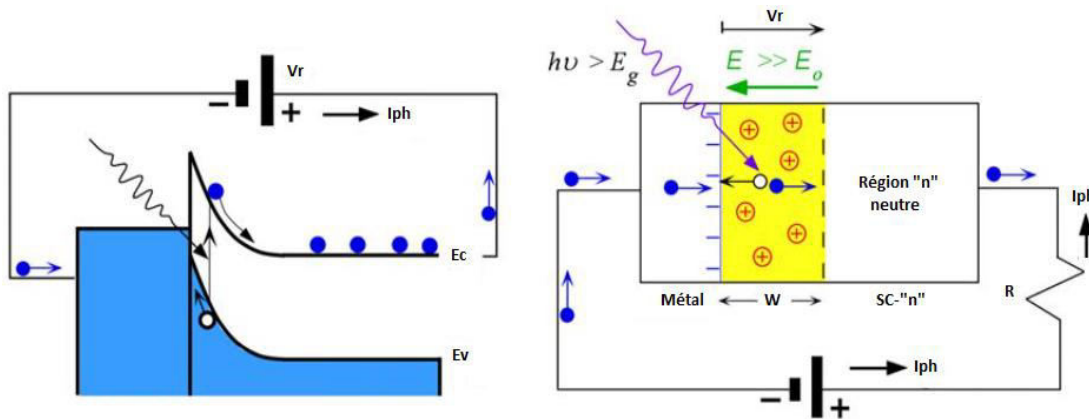 Vr
- +
Iph
Ec
Ev
Vr
hυ > Eg
E >> Eo
Région "n"
neutre
Iph
R
Métal
W
SC-"n"
Iph
- +